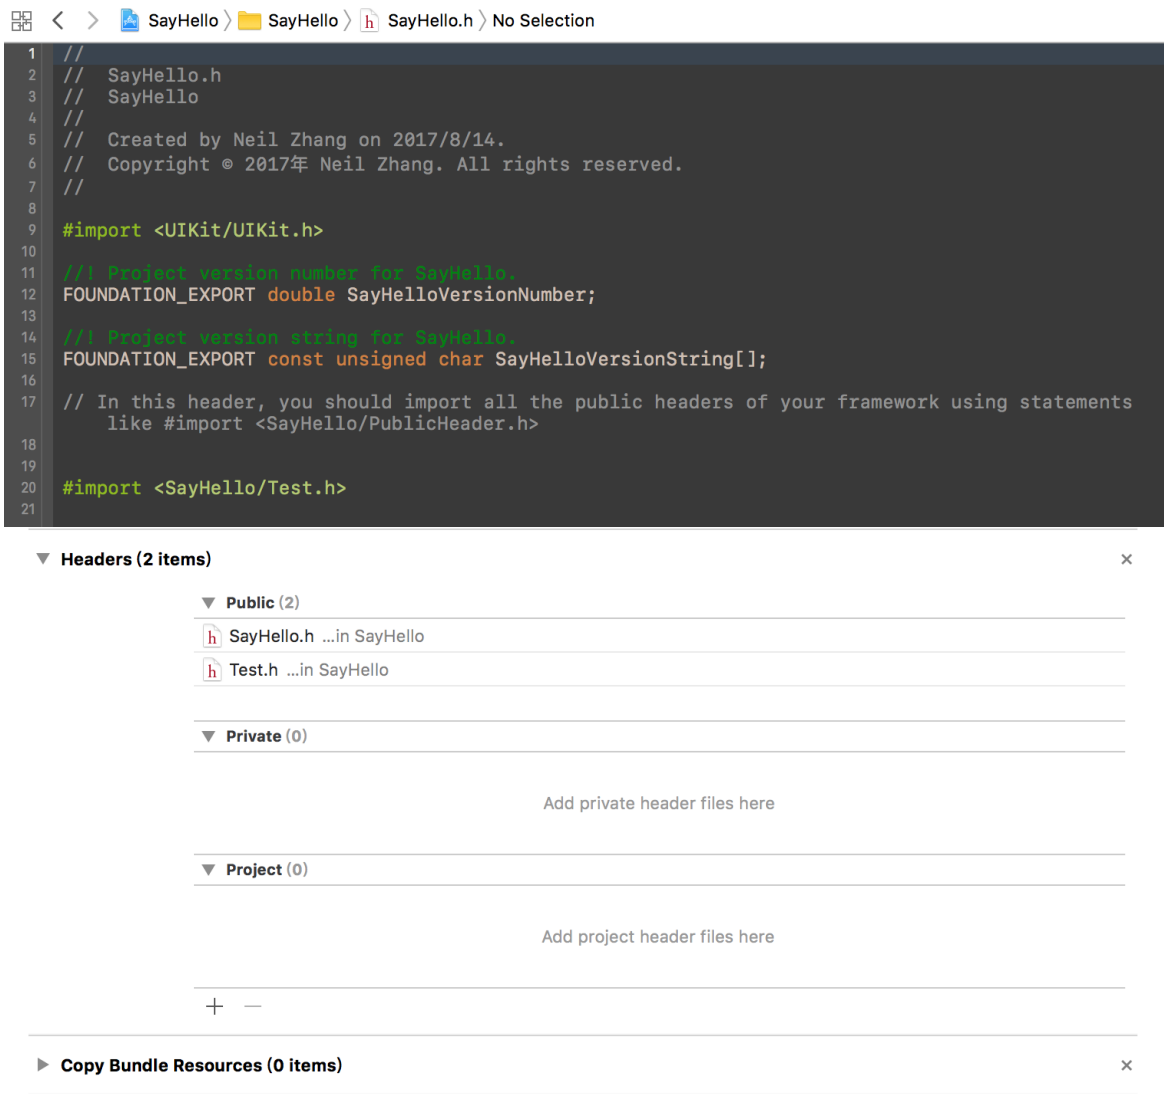 SayHello 〉 SayHello 〉 h SayHello.h 〉 No Selection
1 //
2 //  SayHello.h
3 //  SayHello
4 //
5 //  Created by Neil Zhang on 2017/8/14.
6 //  Copyright © 2017年 Neil Zhang. All rights reserved.
7 //
8
9 #import <UIKit/UIKit.h>
10
11 //! Project version number for SayHello.
12 FOUNDATION_EXPORT double SayHelloVersionNumber;
13
14 //! Project version string for SayHello.
15 FOUNDATION_EXPORT const unsigned char SayHelloVersionString[];
16
17 // In this header, you should import all the public headers of your framework using statements
like #import <SayHello/PublicHeader.h>
18
19
20 #import <SayHello/Test.h>
21
Headers (2 items)
Public (2)
h SayHello.h ...in SayHello
h Test.h ...in SayHello
Private (0)
Add private header files here
Project (0)
Add project header files here
Copy Bundle Resources (0 items)